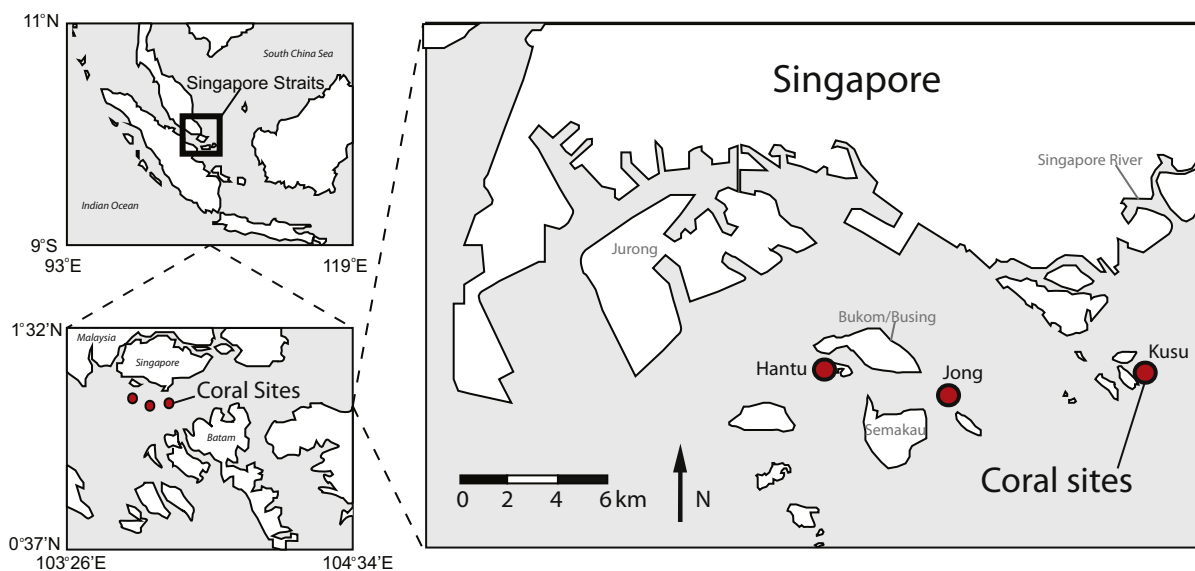 11°N
South China Sea
Singapore Straits
Indian Ocean
9°S
93°E
119°E
1°32'N
Malaysia
Singapore
Coral Sites
Batam
0°37'N
103°26'E
104°34'E
Singapore
Singapore River
Jurong
Bukom/Busing
Hantu
Jong
Kusu
Semakau
Coral sites
0 2 4 6 km
N